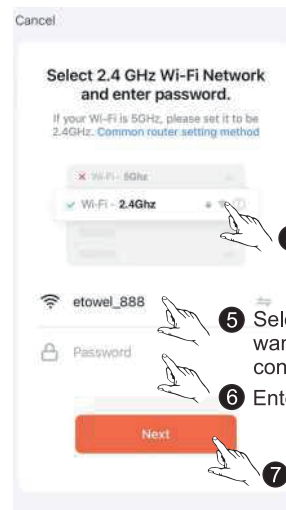 Cancel
Select 2.4 GHz Wi-Fi Network
and enter password.
If your Wi-Fi is 5GHz, please set it to be
2.4GHz. Common router setting method
Wi-Fi - 5Ghz
Wi-Fi - 2.4Ghz
etowel_888
5
Password
6
Next
7